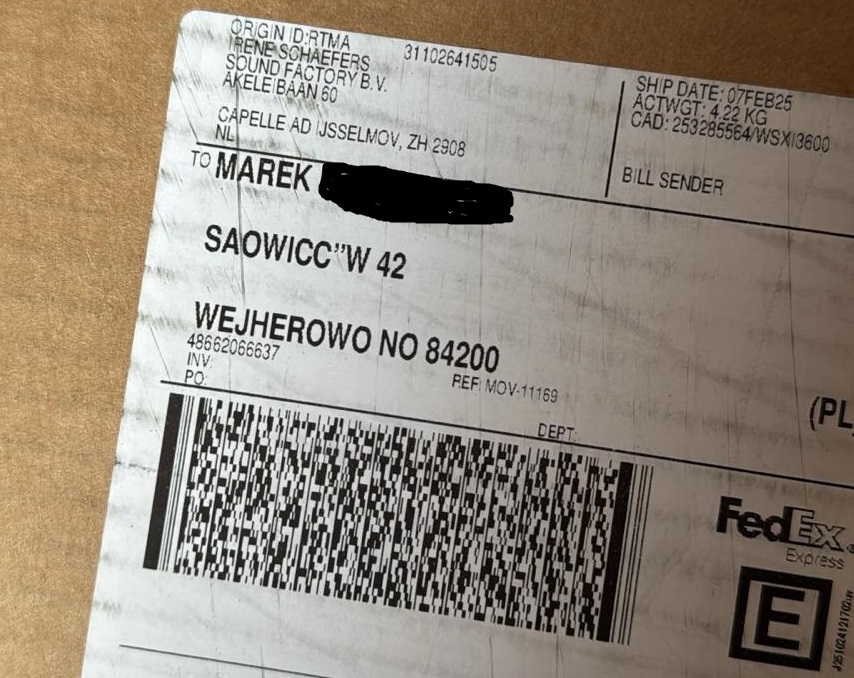 ORIGIN ID:RTMA 31102641505
IRENE SCHAEFERS
SOUND FACTORY B.V.
AKELEIBAAN 60
CAPELLE AD IJSSELMOV, ZH 2908
NL
SHIP DATE: 07FEB25
ACTWGT: 4.22 KG
CAD: 253285564/WSXI3600
BILL SENDER
TO MAREK
SAOWICC"W 42
WEJHEROWO NO 84200
48662066637
INV:
REF: MOV-11169
PO:
DEPT:
(PL
FedEx
Express
E